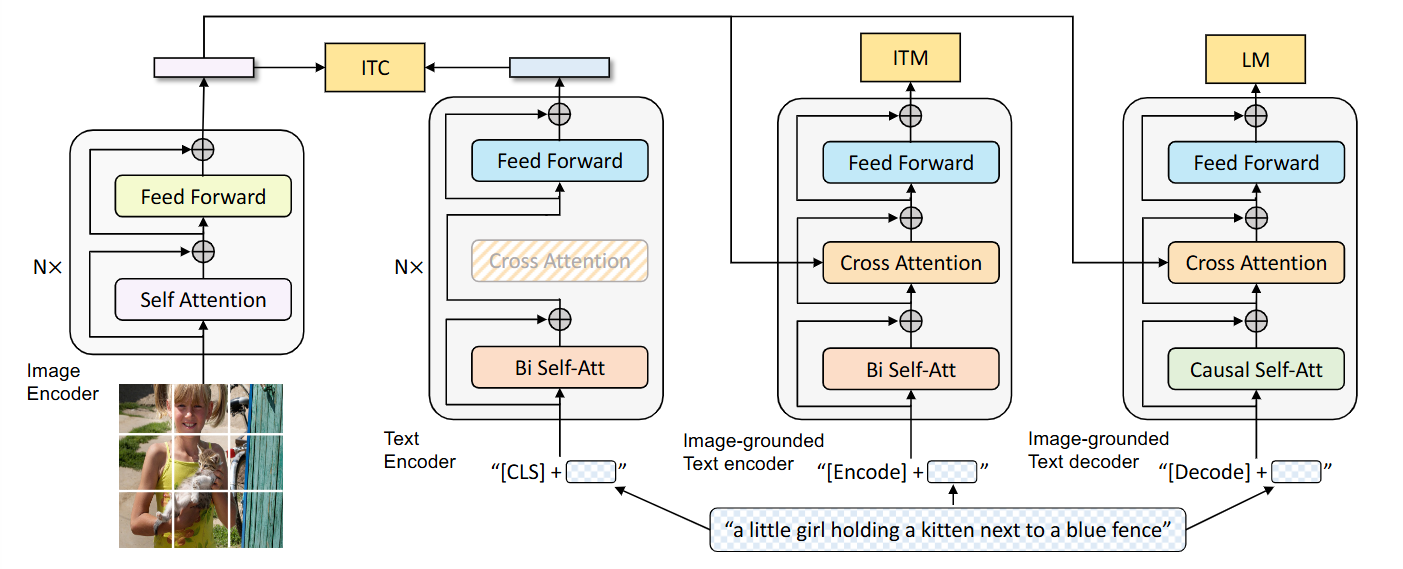 ITC
ITM
LM
Feed Forward
Self Attention
N×
Image
Encoder
Feed Forward
Cross Attention
Bi Self-Att
N×
Text
Encoder
“[CLS] + ”
Feed Forward
Cross Attention
Bi Self-Att
Image-grounded
Text encoder
“[Encode] + ”
Feed Forward
Cross Attention
Causal Self-Att
Image-grounded
Text decoder
“[Decode] + ”
“a little girl holding a kitten next to a blue fence”